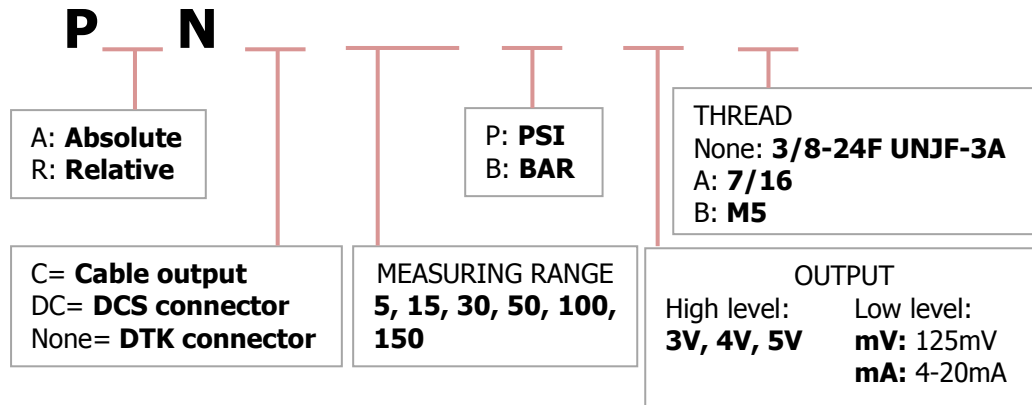 P N
A: Absolute
R: Relative
P: PSI
B: BAR
THREAD
None: 3/8-24F UNJF-3A
A: 7/16
B: M5
C= Cable output
DC= DCS connector
None= DTK connector
MEASURING RANGE
5, 15, 30, 50, 100,
150
OUTPUT
High level:
3V, 4V, 5V
Low level:
mV: 125mV
mA: 4-20mA